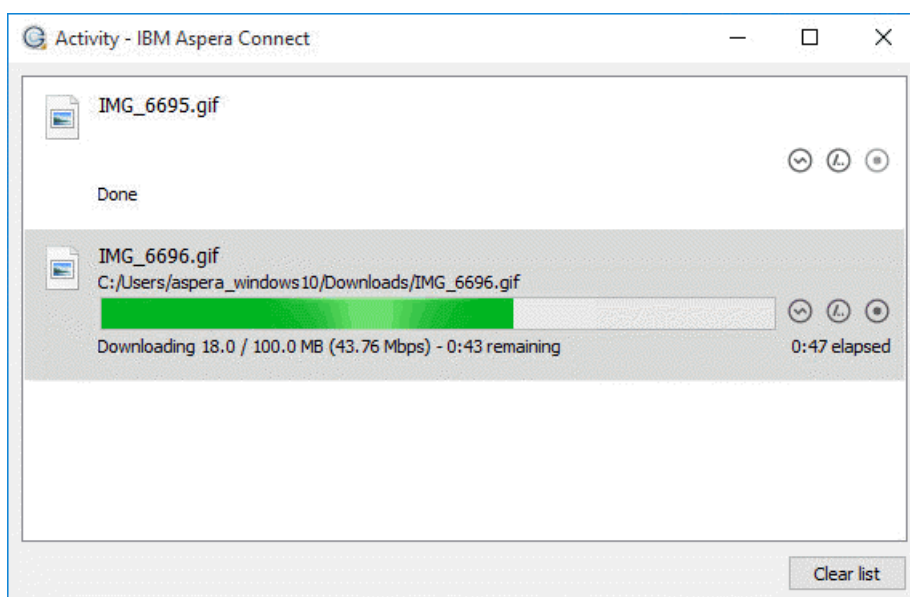 Activity - IBM Aspera Connect
IMG_6695.gif
Done
IMG_6696.gif
C:/Users/aspera_windows10/Downloads/IMG_6696.gif
Downloading 18.0 / 100.0 MB (43.76 Mbps) - 0:43 remaining
0:47 elapsed
Clear list